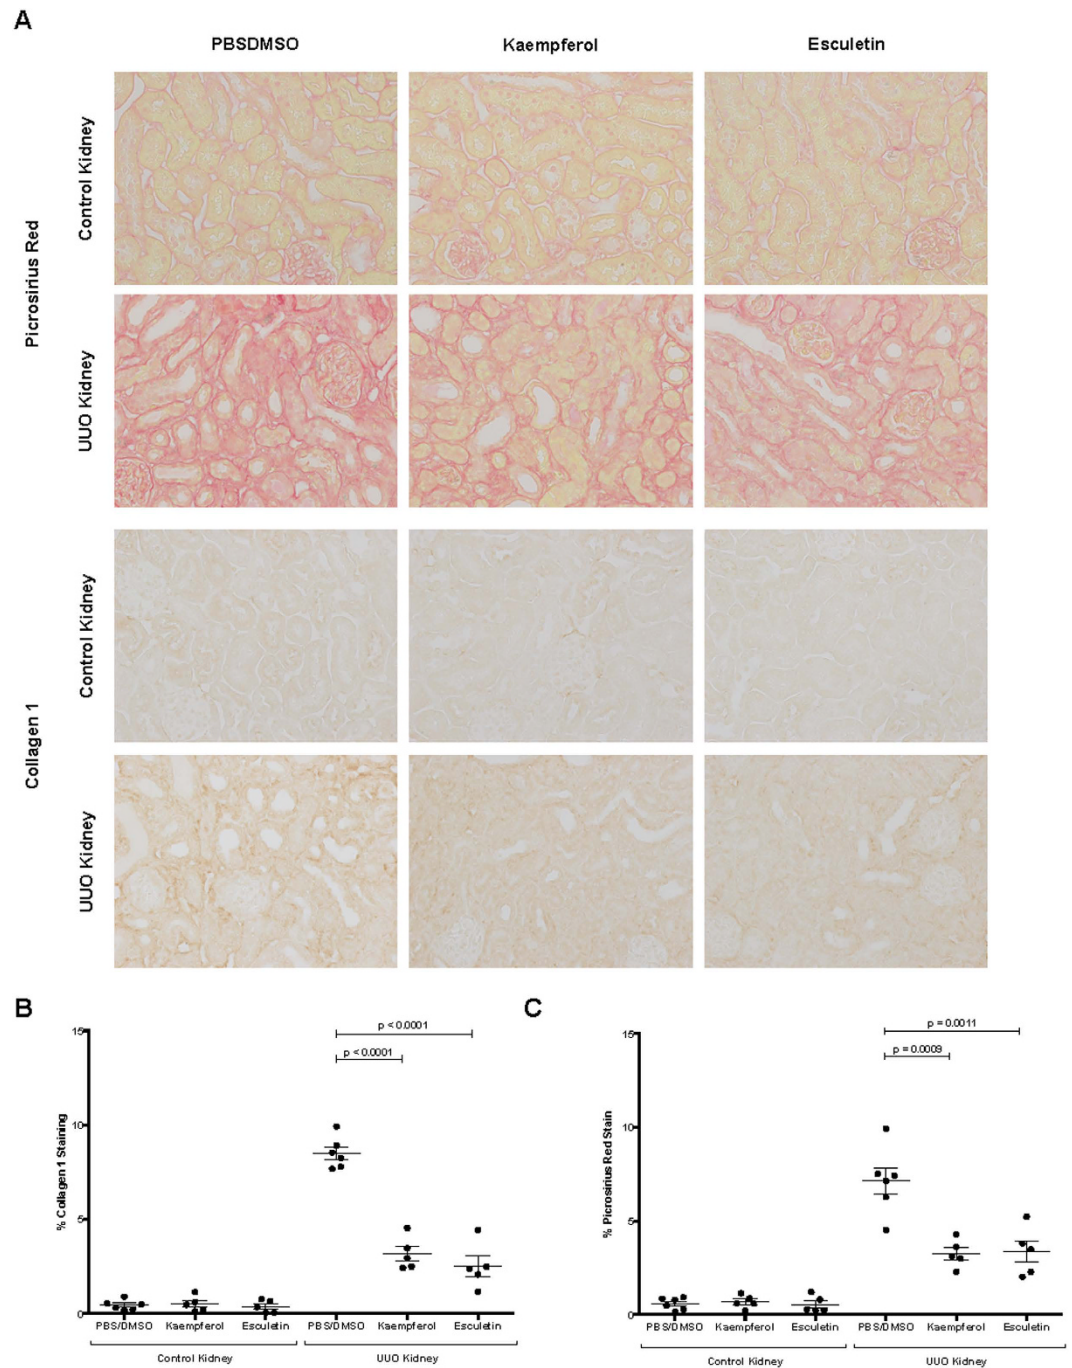 A
PBSDMSO Kaempferol Esculetin
Picrosirius Red
Control Kidney
UUO Kidney
Collagen 1
Control Kidney
UUO Kidney
B
% Collagen 1 Staining
15
10
5
0
p < 0.0001
p < 0.0001
PBS/DMSO Kaempferol Esculetin PBS/DMSO Kaempferol Esculetin
Control Kidney UUO Kidney
C
% Picrosirius Red Stain
15
10
5
0
p = 0.0011
p = 0.0009
PBS/DMSO Kaempferol Esculetin PBS/DMSO Kaempferol Esculetin
Control Kidney UUO Kidney